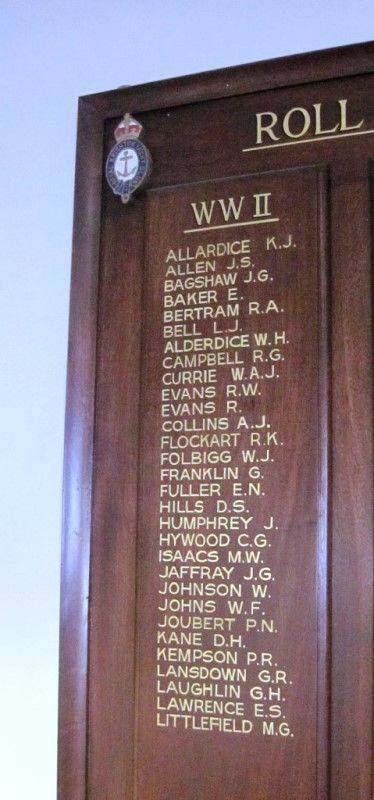 ROLL
WW II
ALLARDICE K.J.
ALLEN J.S.
BAGSHAW J.G.
BAKER E.
BERTRAM R.A.
BELL L.J.
ALDERDICE W.H.
CAMPBELL R.G.
CURRIE W.A.J.
EVANS R.W.
EVANS R.
COLLINS A.J.
FLOCKART R.K.
FOLBIGG W.J.
FRANKLIN G.
FULLER E.N.
HILLS D.S.
HUMPHREY J.
HYWOOD C.G.
ISAACS M.W.
JAFFRAY J.G.
JOHNSON W.
JOHNS W.F.
JOUBERT P.N.
KANE D.H.
KEMPSON P.R.
LANSDOWN G.R.
LAUGHLIN G.H.
LAWRENCE E.S.
LITTLEFIELD M.G.